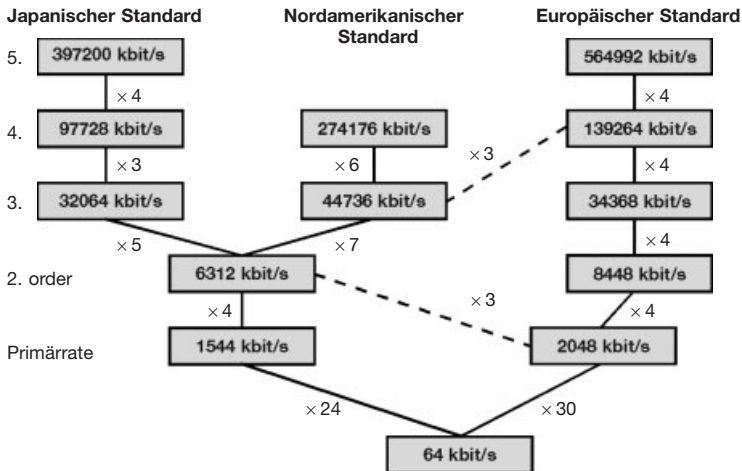 Japanischer Standard
Nordamerikanischer
Standard
Europäischer Standard
5.
397200 kbit/s
564992 kbit/s
× 4
× 4
4.
97728 kbit/s
274176 kbit/s
139264 kbit/s
× 3
× 6
× 3
× 4
3.
32064 kbit/s
44736 kbit/s
34368 kbit/s
× 5
× 7
× 4
2. order
6312 kbit/s
8448 kbit/s
× 4
× 3
× 4
Primärrate
1544 kbit/s
2048 kbit/s
× 24
× 30
64 kbit/s